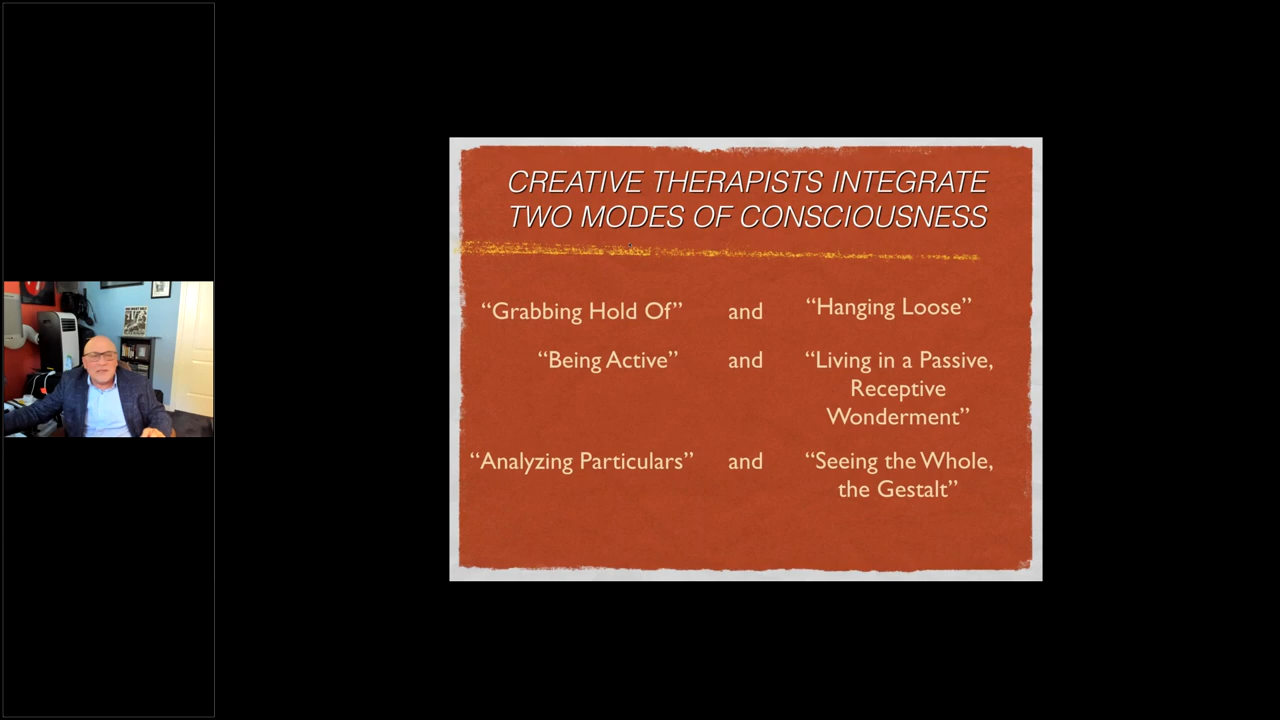 CREATIVE THERAPISTS INTEGRATE
TWO MODES OF CONSCIOUSNESS
“Grabbing Hold Of” and “Hanging Loose”
“Being Active” and “Living in a Passive,
Receptive
Wonderment”
“Analyzing Particulars” and “Seeing the Whole,
the Gestalt”